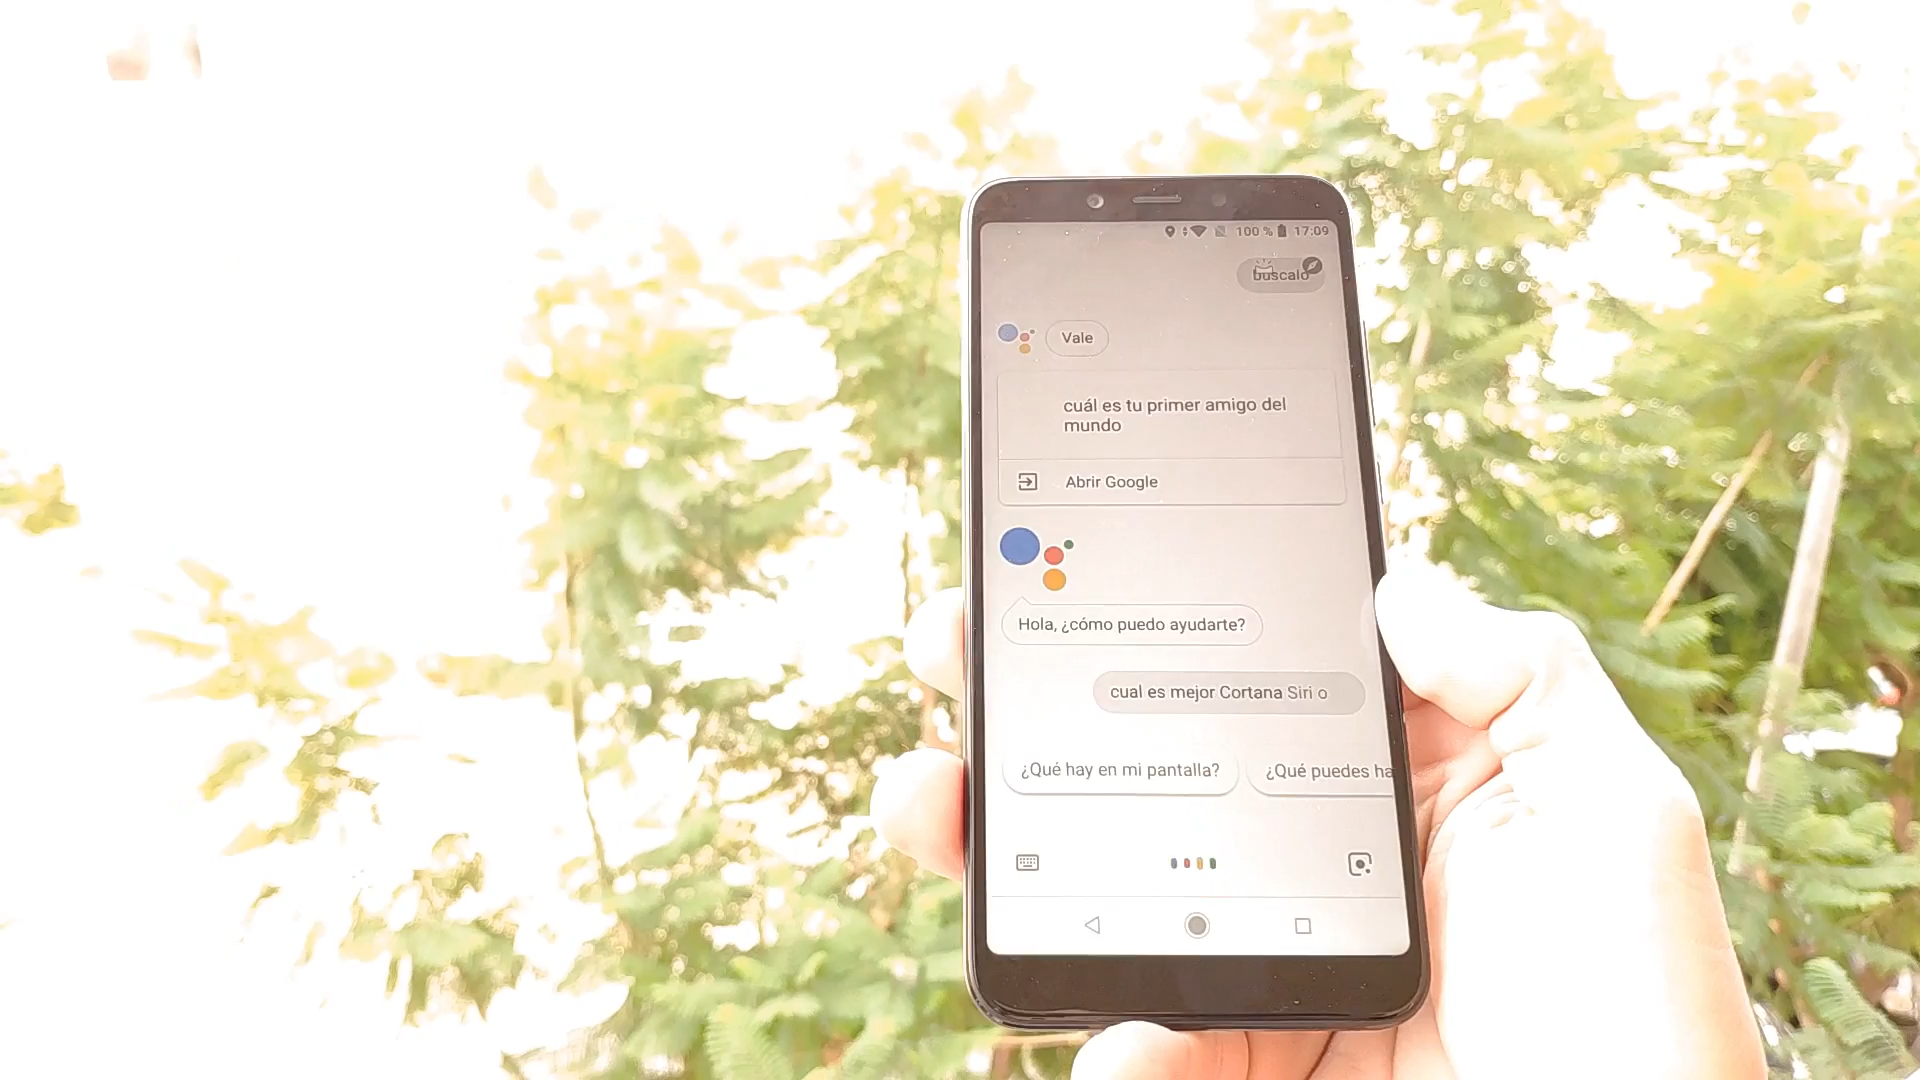 100 % 17:09
buscalo
Vale
cuál es tu primer amigo del
mundo
Abrir Google
Hola, ¿cómo puedo ayudarte?
cual es mejor Cortana Siri o
¿Qué hay en mi pantalla? ¿Qué puedes ha